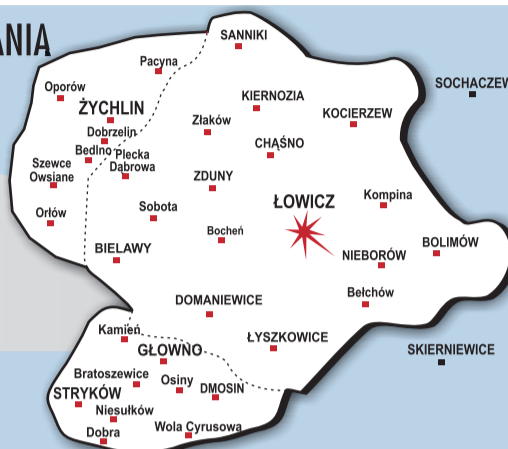 ANIA
SANNIKI
Pacyna
Oporów
SOCHACZEW
ŻYCHLIN
KIERNOZIA
KOCIERZEW
Złaków
Dobrzelin
CHĄŚNO
Bedlno
Plecka
Dąbrowa
Szewce
Owsiane
ZDUNY
ŁOWICZ
Kompina
Orłów
Sobota
Bocheń
BIELAWY
NIEBORÓW
BOLIMÓW
Bełchów
DOMANIEWICE
Kamień
ŁYSZKOWICE
GŁOWNO
SKIERNIEWICE
Bratoszewice
Osiny
DMOSIN
STRYKÓW
Niesułków
Dobra
Wola Cyrusowa